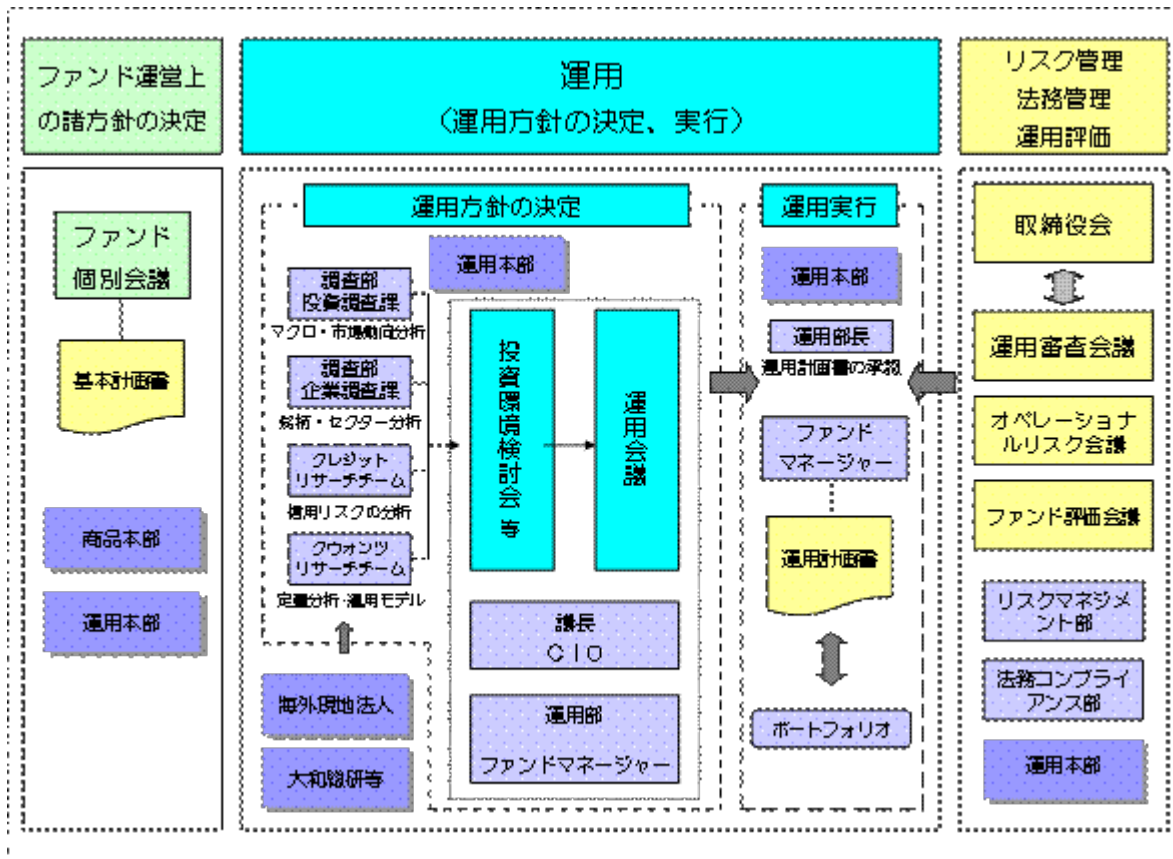 ファンド運営上
の諸方針の決定
運用
(運用方針の決定、実行)
リスク管理
法務管理
運用評価
ファンド
個別会議
基本計画書
商品本部
運用本部
運用方針の決定
運用本部
調査部
投資調査課
マクロ・市場動向分析
調査部
企業調査課
銘柄・セクター分析
クレジット
リサーチチーム
信用リスクの分析
クウォンツ
リサーチチーム
定量分析・運用モデル
海外現地法人
大和総研等
投資環境検討会 等
運用会議
議長
CIO
運用部
ファンドマネージャー
運用実行
運用本部
運用部長
運用計画書の承認
ファンド
マネージャー
運用計画書
ポートフォリオ
取締役会
運用審査会議
オペレーショナ
ルリスク会議
ファンド評価会議
リスクマネジメ
ント部
法務コンプライ
アンス部
運用本部